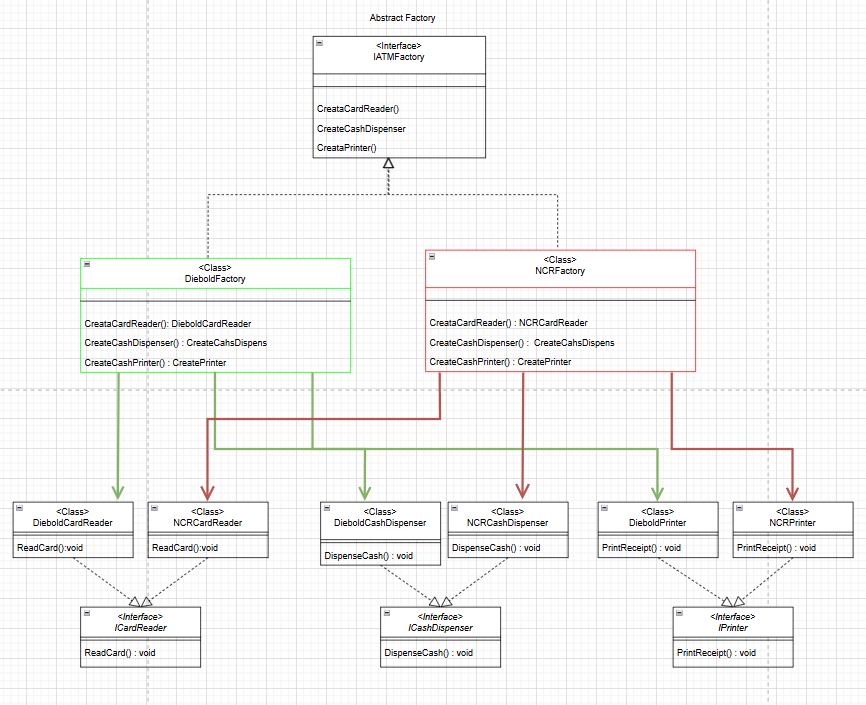 Abstract Factory
<Interface>
IATMFactory
CreataCardReader()
CreateCashDispenser
CreataPrinter()
<Class>
DieboldFactory
CreataCardReader(): DieboldCardReader
CreateCashDispenser() : CreateCahsDispens
CreateCashPrinter() : CreatePrinter
<Class>
NCRFactory
CreataCardReader() : NCRCardReader
CreateCashDispenser() : CreateCahsDispens
CreateCashPrinter() : CreatePrinter
<Class>
DieboldCardReader
ReadCard():void
<Class>
NCRCardReader
ReadCard():void
<Class>
DieboldCashDispenser
DispenseCash() : void
<Class>
NCRCashDispenser
DispenseCash() : void
<Class>
DieboldPrinter
PrintReceipt() : void
<Class>
NCRPrinter
PrintReceipt() : void
<Interface>
ICardReader
ReadCard() : void
<Interface>
ICashDispenser
DispenseCash() : void
<Interface>
IPrinter
PrintReceipt() : void